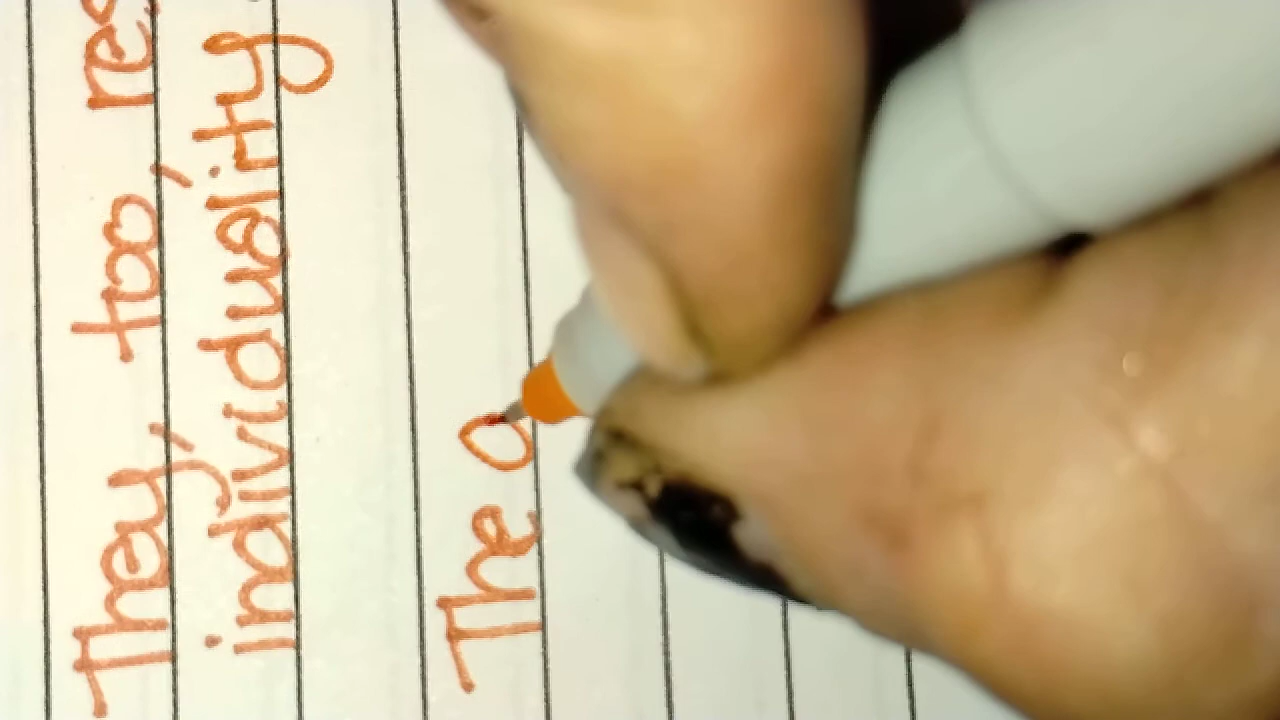 They, too,
individuality
The